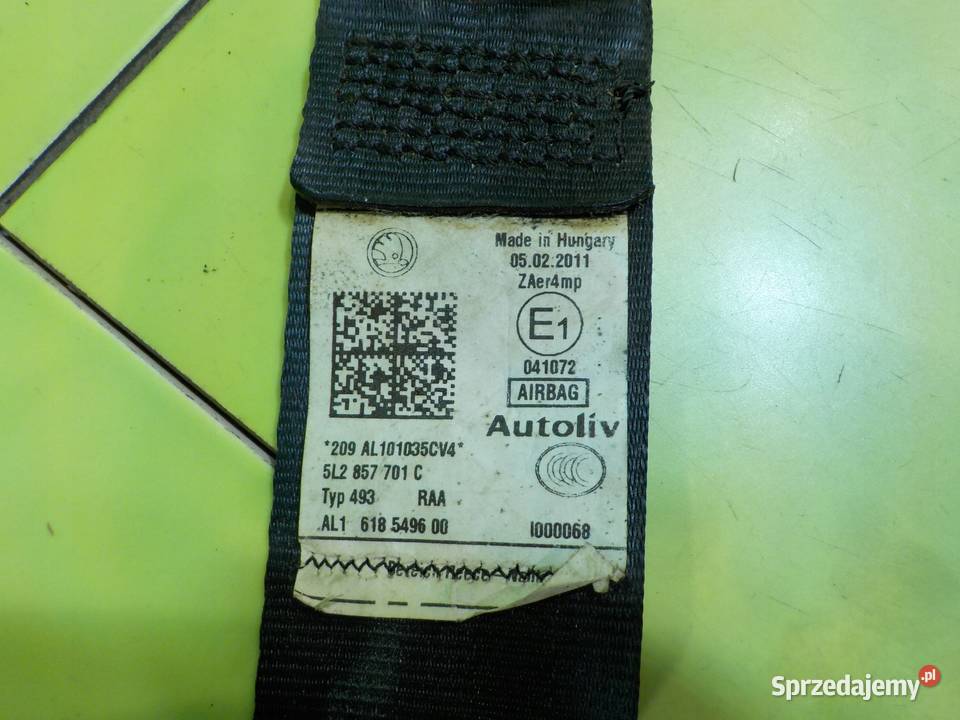 Made in Hungary
05.02.2011
ZAer4mp
E1
041072
AIRBAG
Autoliv
*209 AL101035CV4*
5L2 857 701 C
Typ 493 RAA
AL1 618 5496 00 I000068
Sprzedajemy.pl